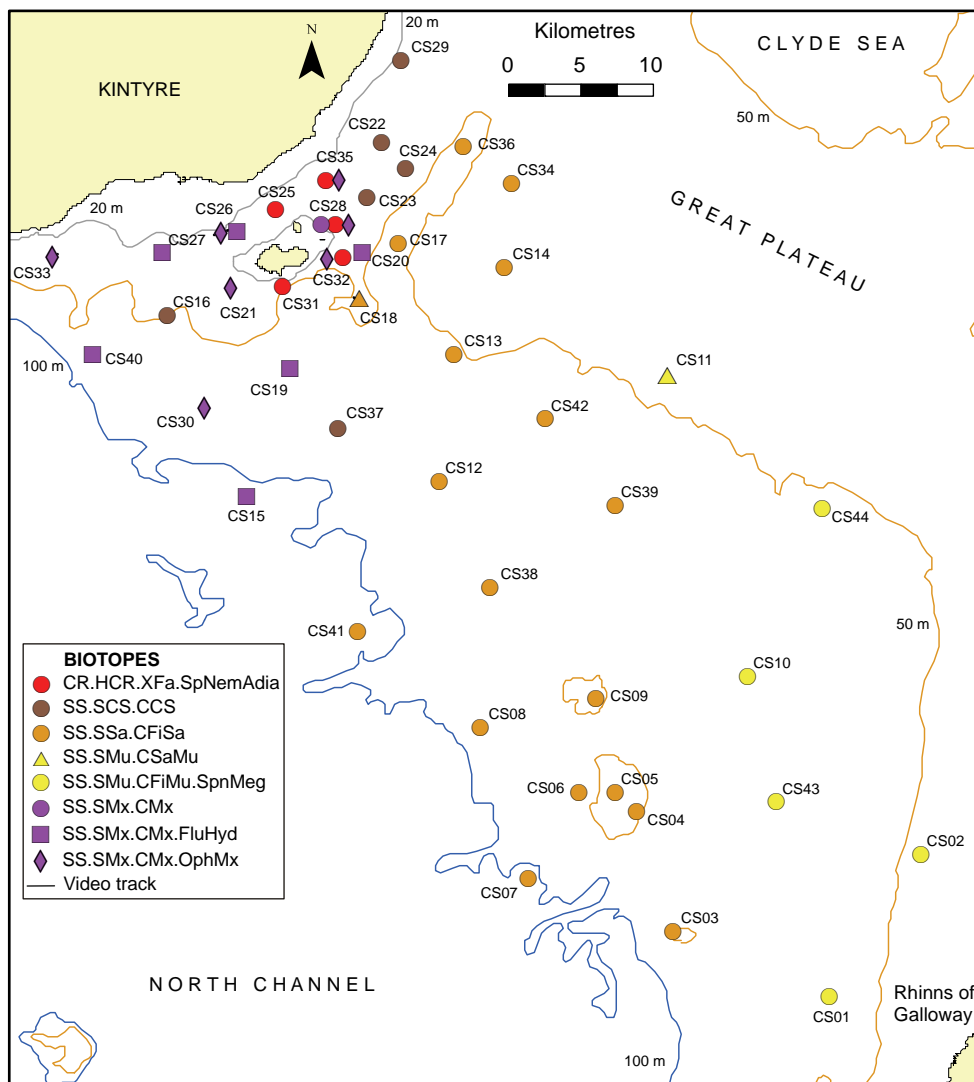 20 m
CS29
Kilometres
0 5 10
CLYDE SEA
N
KINTYRE
50 m
CS22
CS36
CS24
CS35
CS34
CS25
CS28
CS23
GREAT PLATEAU
20 m
CS26
CS27
CS17
CS33
CS20
CS14
CS32
CS16
CS21
CS31
CS18
CS13
100 m
CS40
CS11
CS19
CS42
CS30
CS37
CS12
CS39
CS15
CS44
CS38
CS41
50 m
CS10
CS09
CS08
CS06
CS05
CS04
CS43
CS02
CS07
CS03
BIOTOPES
CR.HCR.XFa.SpNemAdia
SS.SCS.CCS
SS.SSa.CFiSa
SS.SMu.CSaMu
SS.SMu.CFiMu.SpnMeg
SS.SMx.CMx
SS.SMx.CMx.FluHyd
SS.SMx.CMx.OphMx
Video track
NORTH CHANNEL
CS01
Rhinns of
Galloway
100 m